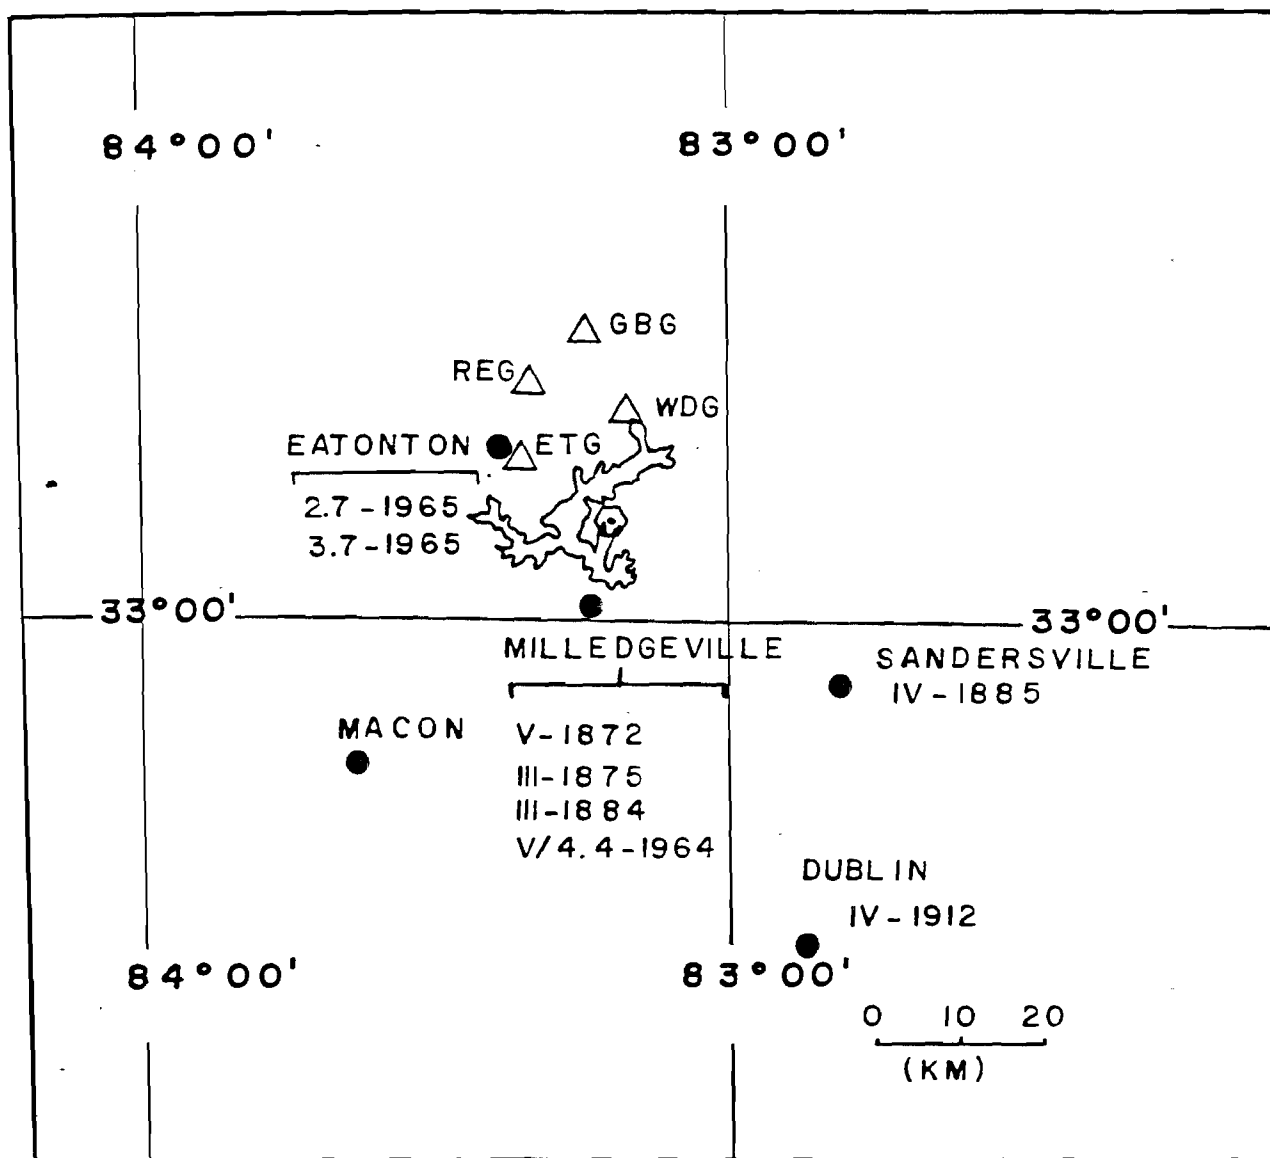 84°00' 83°00'
GBG
REG
WDG
EATONTON ETG
2.7-1965
3.7-1965
33°00' 33°00'
MILLEDGEVILLE
SANDERSVILLE
IV-1885
MACON
V-1872
III-1875
III-1884
V/4.4-1964
DUBLIN
IV-1912
84°00' 83°00'
0 10 20
(KM)